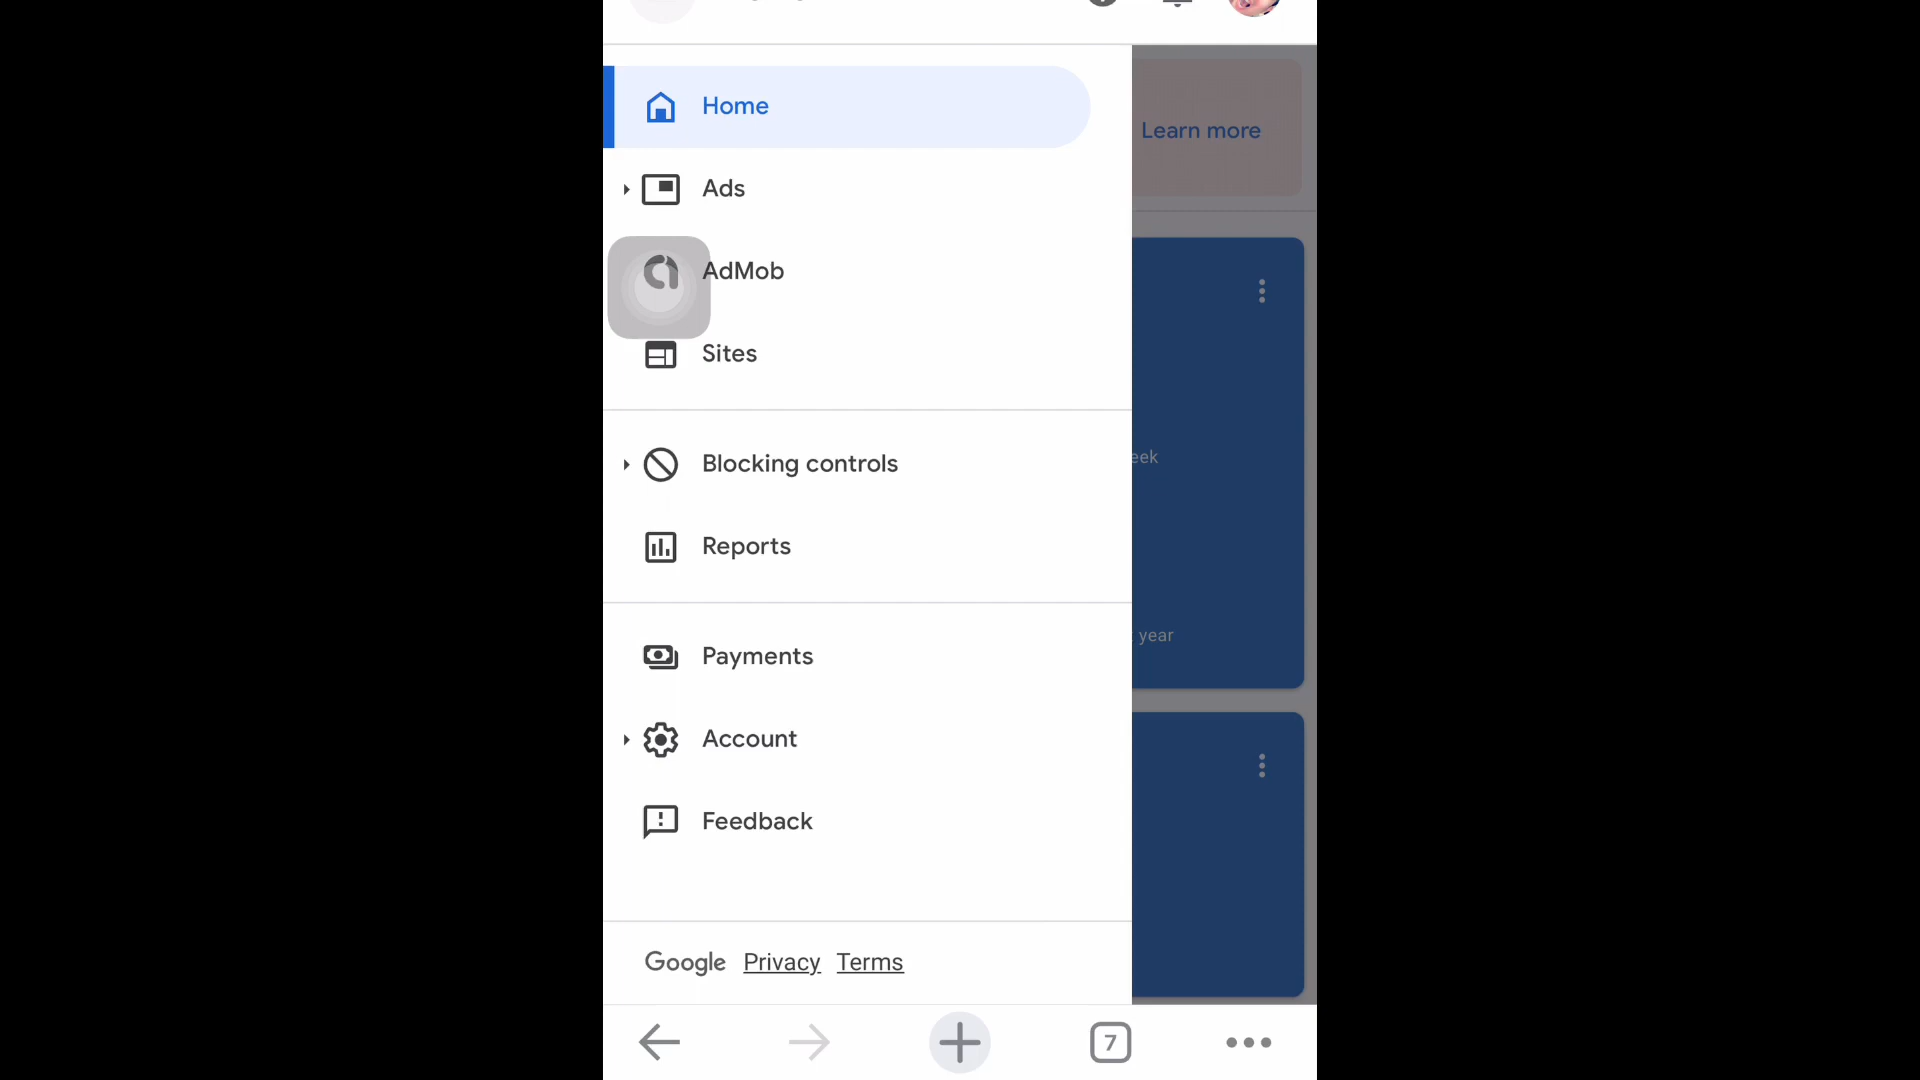 Home
Learn more
Ads
AdMob
Sites
eek
Blocking controls
Reports
year
Payments
Account
Feedback
Google Privacy Terms
7